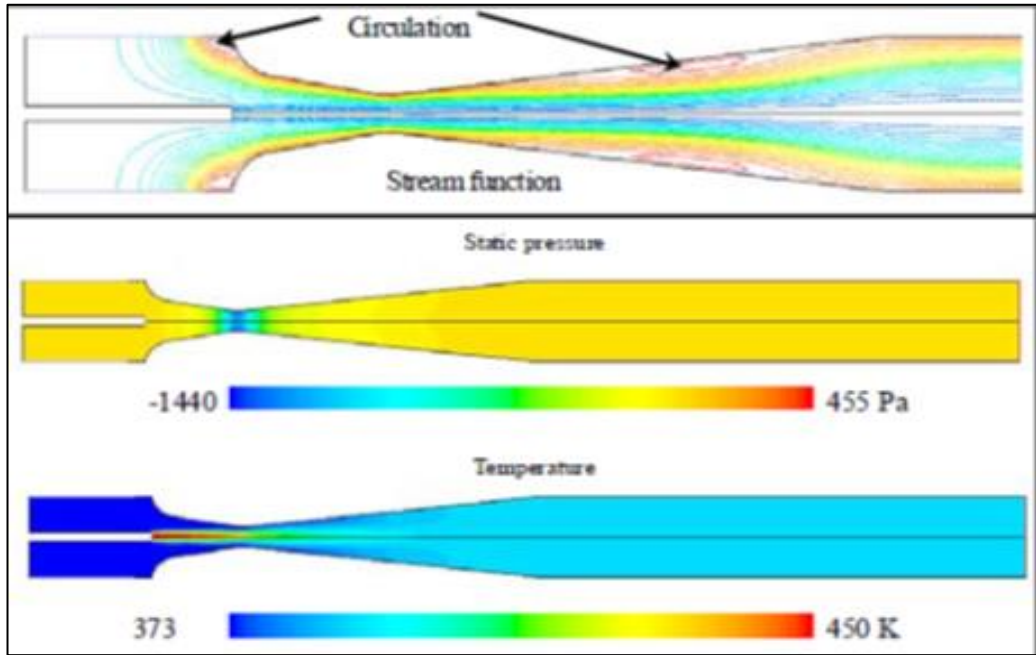 Circulation
Stream function
Static pressure
-1440 455 Pa
Temperature
373 450 K